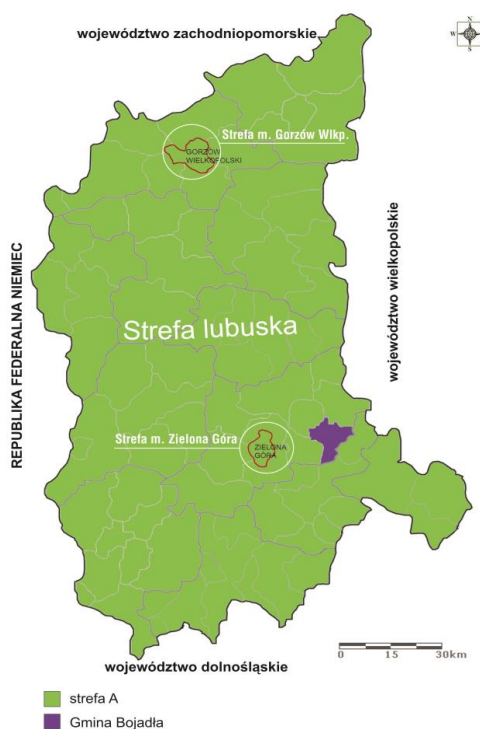 województwo zachodniopomorskie
N
W
E
S
Strefa m. Gorzów Wlkp.
GORZÓW
WIELKOPOLSKI
REPUBLIKA FEDERALNA NIEMIEC
województwo wielkopolskie
Strefa lubuska
Strefa m. Zielona Góra
ZIELONA
GÓRA
0 15 30km
województwo dolnośląskie
strefa A
Gmina Bojadła